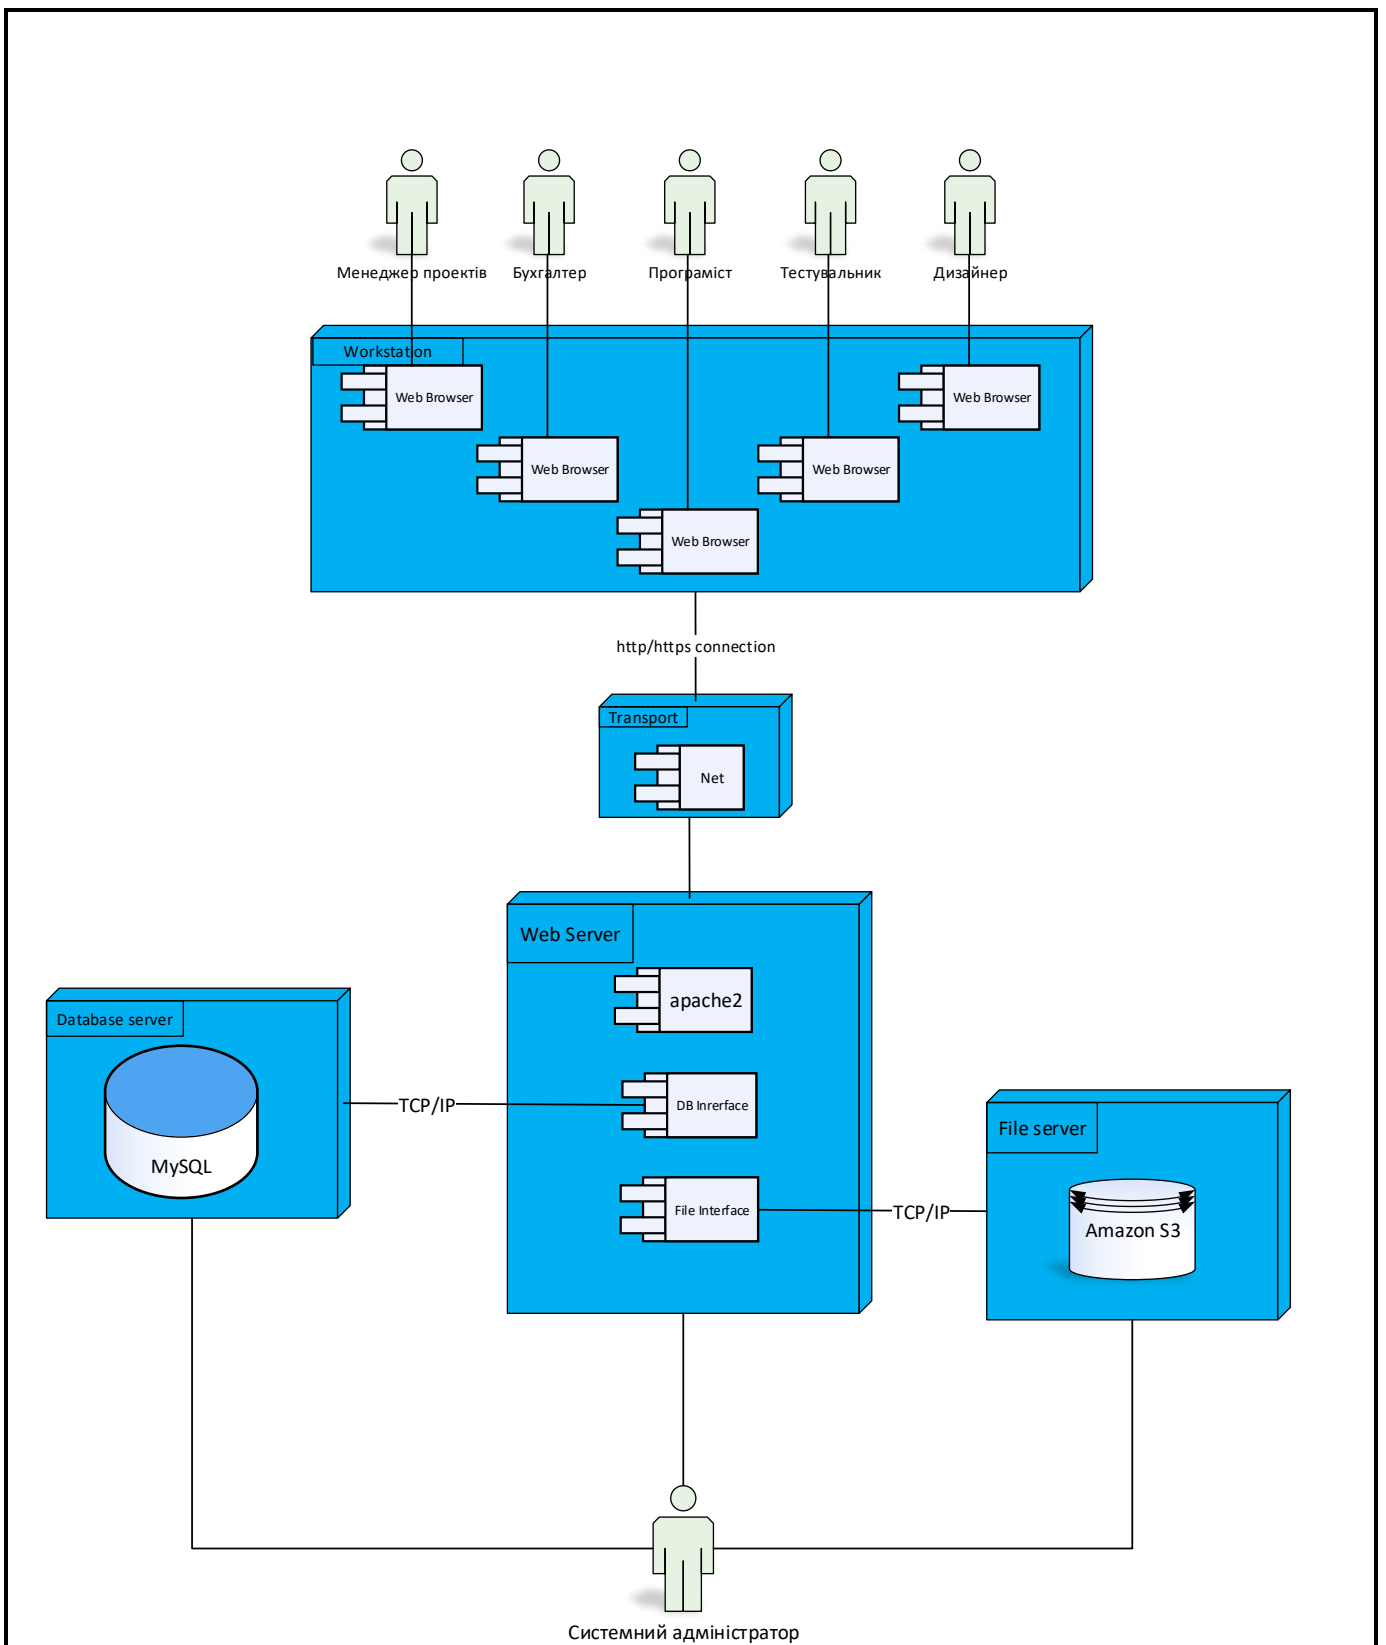 Менеджер проектів
Бухгалтер
Програміст
Тестувальник
Дизайнер
Workstation
Web Browser
Web Browser
Web Browser
Web Browser
Web Browser
http/https connection
Transport
Net
Web Server
apache2
Database server
MySQL
TCP/IP
DB Inrerface
File Interface
TCP/IP
File server
Amazon S3
Системний адміністратор